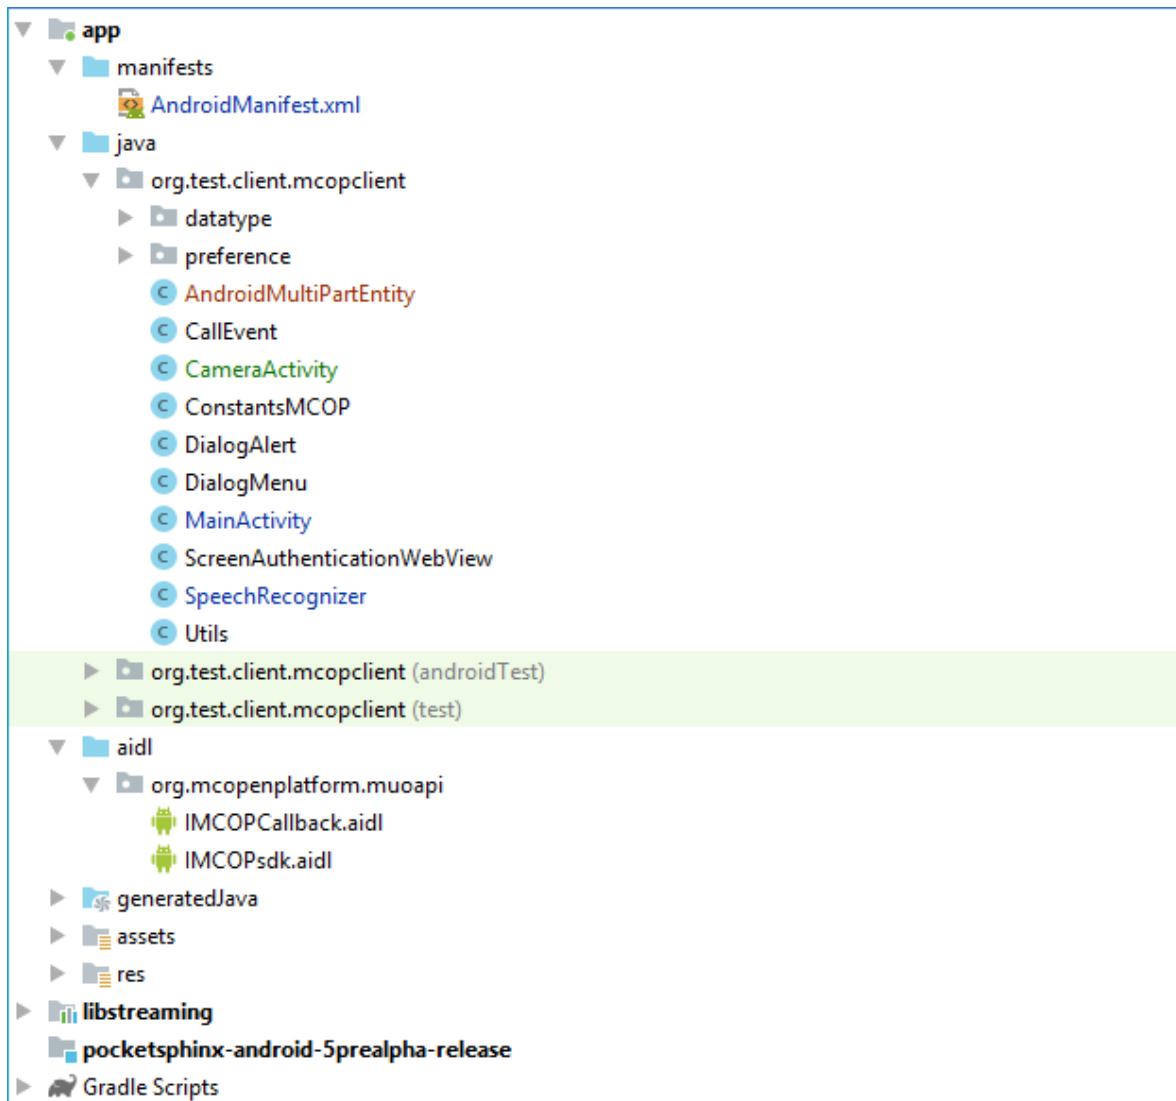 app
manifests
AndroidManifest.xml
java
org.test.client.mcopclient
datatype
preference
AndroidMultiPartEntity
CallEvent
CameraActivity
ConstantsMCOP
DialogAlert
DialogMenu
MainActivity
ScreenAuthenticationWebView
SpeechRecognizer
Utils
org.test.client.mcopclient (androidTest)
org.test.client.mcopclient (test)
aidl
org.mcopenplatform.muoapi
IMCOPCallback.aidl
IMCOPsdk.aidl
generatedJava
assets
res
libstreaming
pocketsphinx-android-5prealpha-release
Gradle Scripts